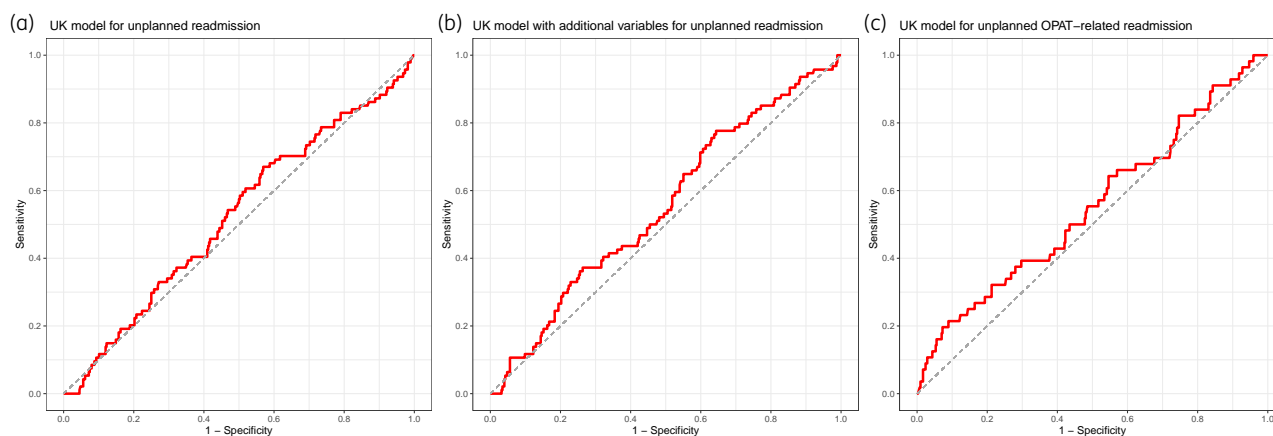 (a) UK model for unplanned readmission
1.0
0.8
0.6
0.4
0.2
0.0
Sensitivity
0.0 0.2 0.4 0.6 0.8 1.0
1 − Specificity
(b) UK model with additional variables for unplanned readmission
1.0
0.8
0.6
0.4
0.2
0.0
Sensitivity
0.0 0.2 0.4 0.6 0.8 1.0
1 − Specificity
(c) UK model for unplanned OPAT−related readmission
1.0
0.8
0.6
0.4
0.2
0.0
Sensitivity
0.0 0.2 0.4 0.6 0.8 1.0
1 − Specificity